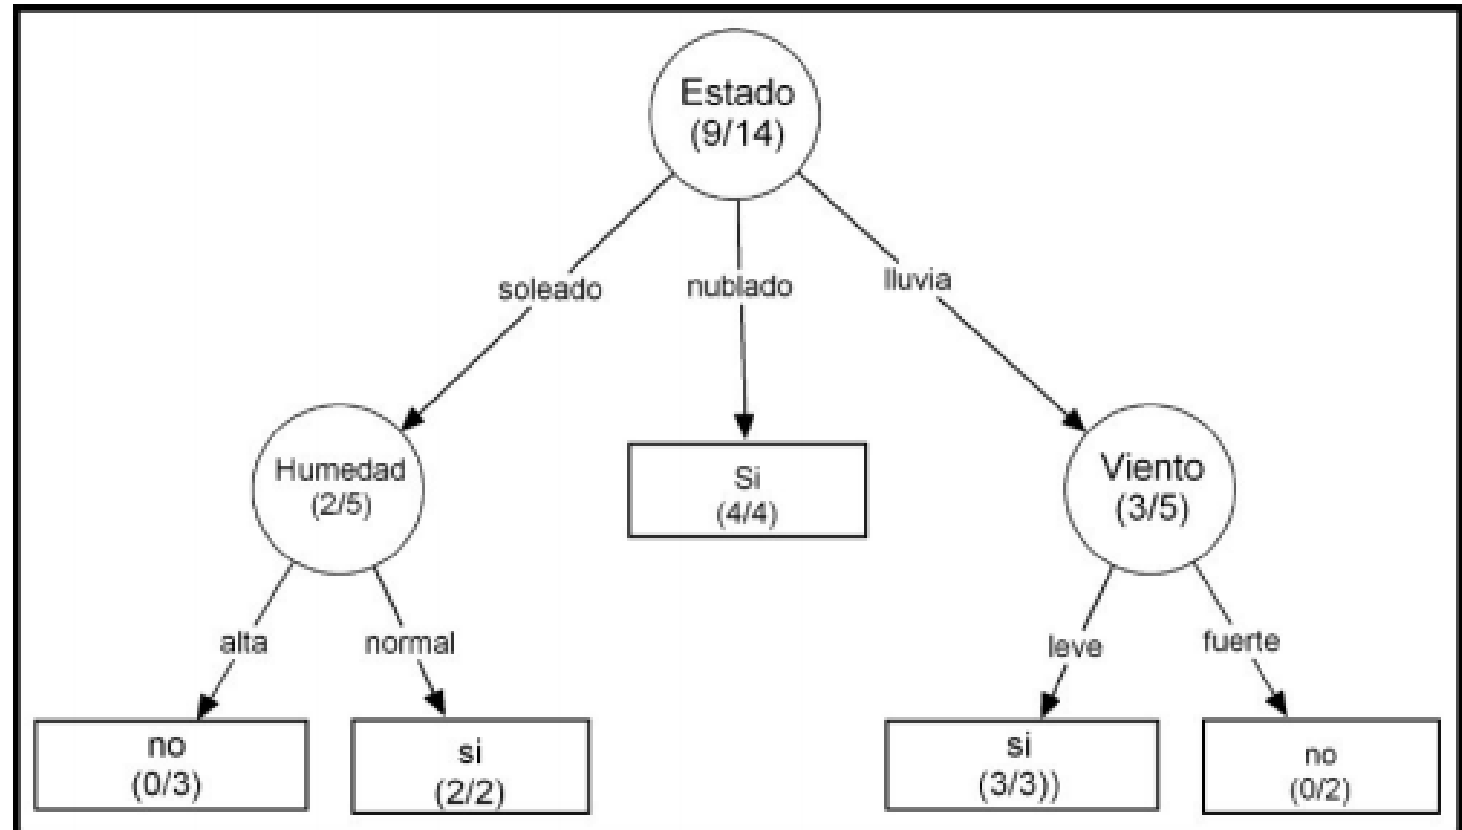 Estado
(9/14)
soleado
nublado
lluvia
Humedad
(2/5)
Si
(4/4)
Viento
(3/5)
alta
normal
leve
fuerte
no
(0/3)
si
(2/2)
si
(3/3))
no
(0/2)